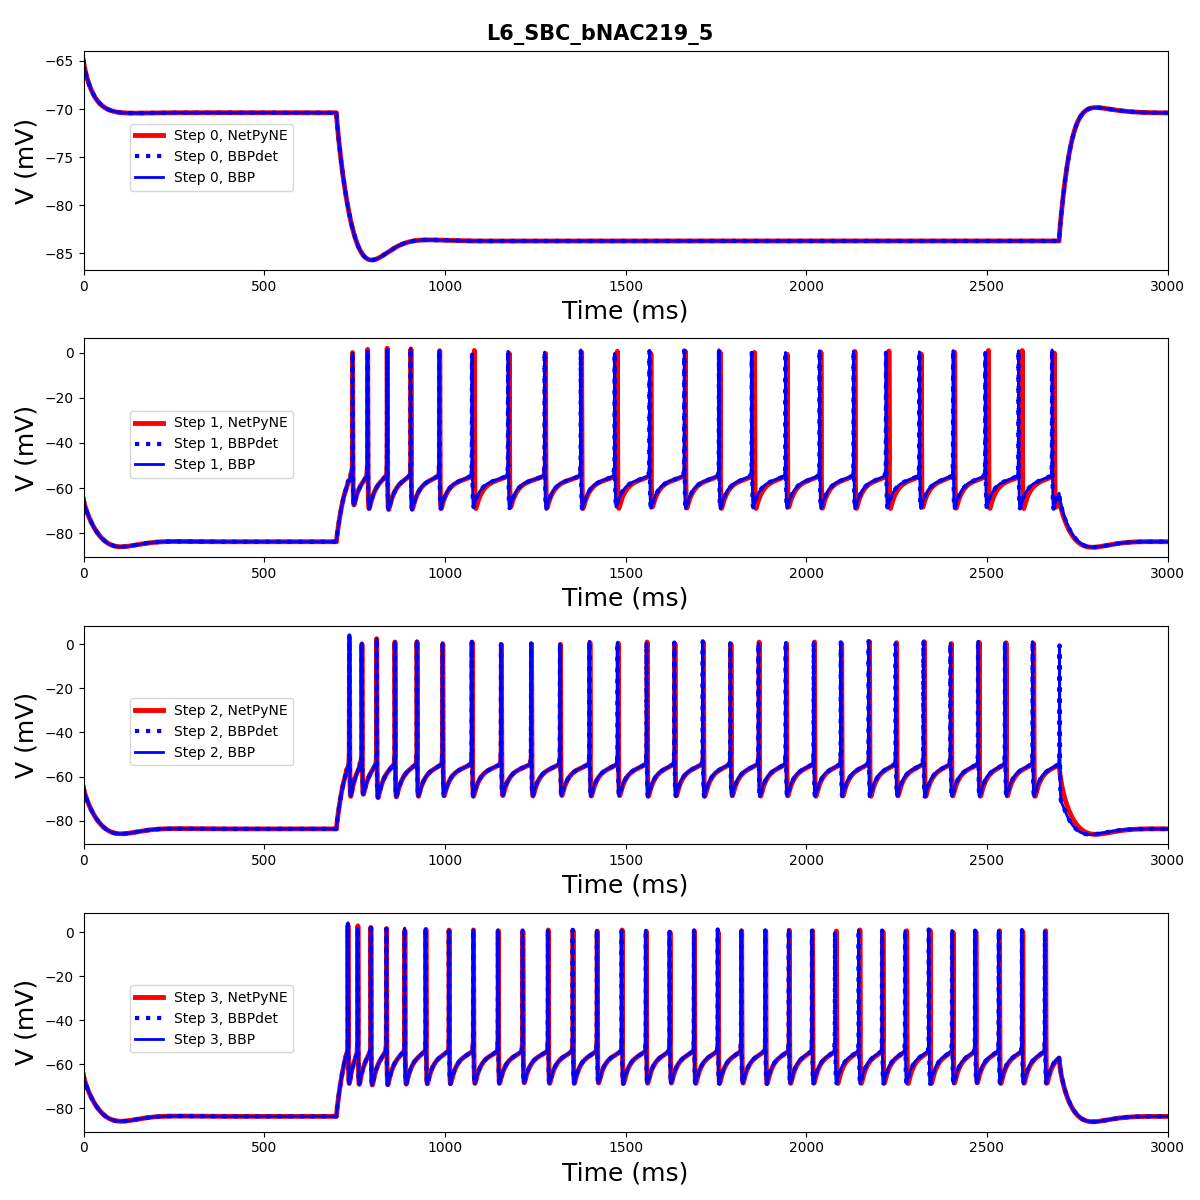 L6_SBC_bNAC219_5
−65
−70
−75
−80
−85
V (mV)
Step 0, NetPyNE
Step 0, BBPdet
Step 0, BBP
0 500 1000 1500 2000 2500 3000
Time (ms)
0
−20
−40
−60
−80
V (mV)
Step 1, NetPyNE
Step 1, BBPdet
Step 1, BBP
0 500 1000 1500 2000 2500 3000
Time (ms)
0
−20
−40
−60
−80
V (mV)
Step 2, NetPyNE
Step 2, BBPdet
Step 2, BBP
0 500 1000 1500 2000 2500 3000
Time (ms)
0
−20
−40
−60
−80
V (mV)
Step 3, NetPyNE
Step 3, BBPdet
Step 3, BBP
0 500 1000 1500 2000 2500 3000
Time (ms)